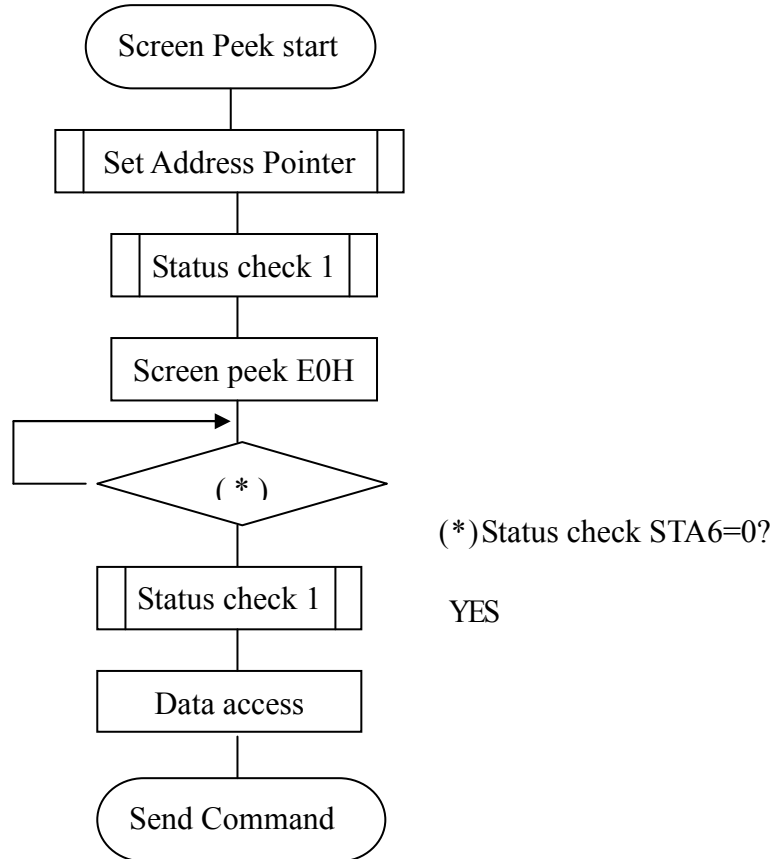 Screen Peek start
Set Address Pointer
Status check 1
Screen peek E0H
( * )
(*)Status check STA6=0?
Status check 1
YES
Data access
Send Command